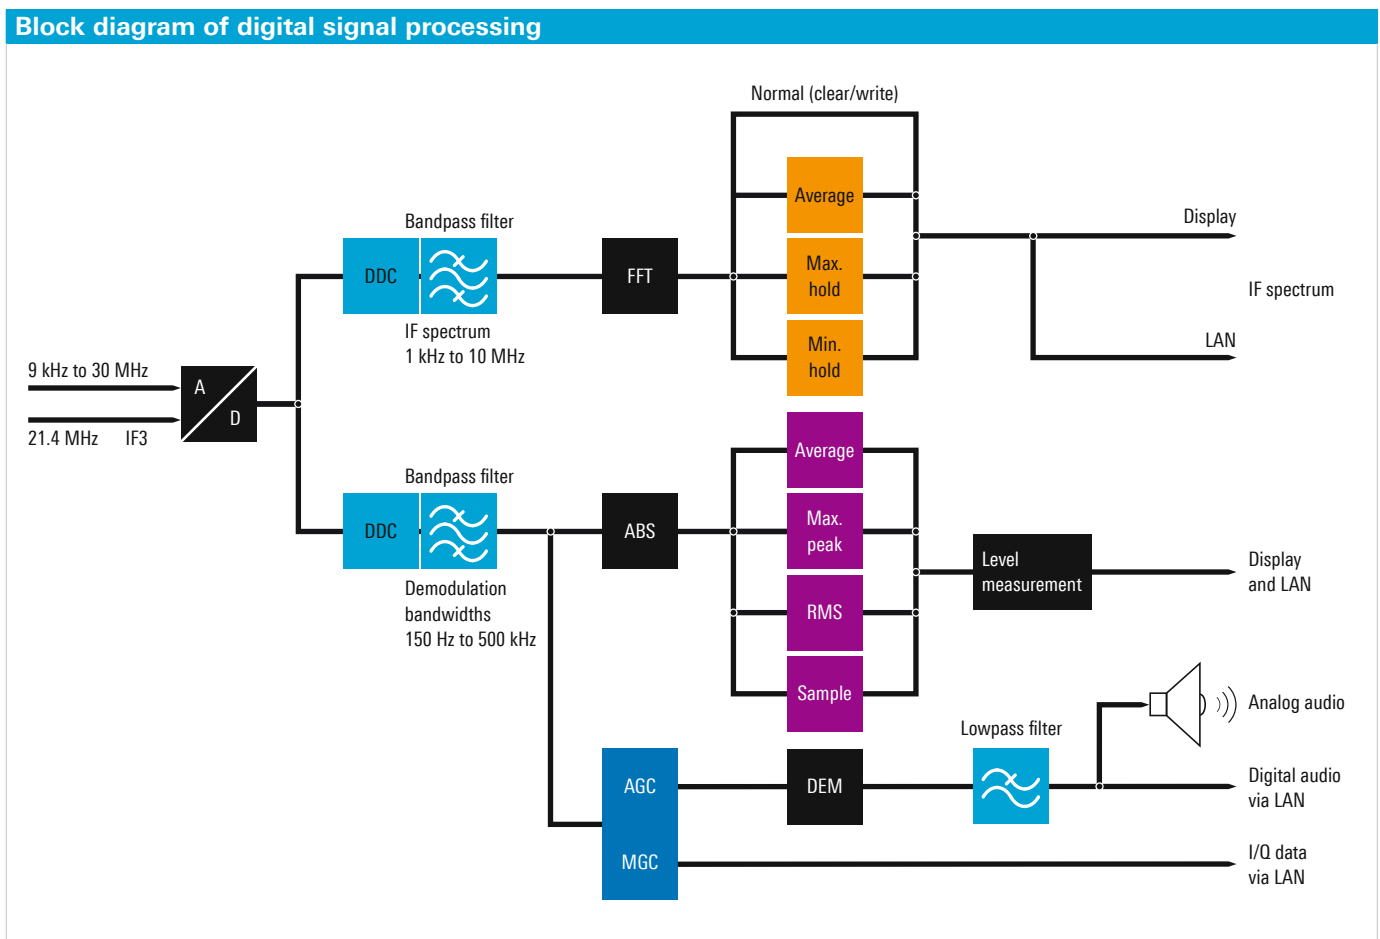 Block diagram of digital signal processing
Normal (clear/write)
Average
Bandpass filter
Display
DDC
FFT
Max.
hold
IF spectrum
IF spectrum
1 kHz to 10 MHz
Min.
hold
LAN
9 kHz to 30 MHz
A
D
21.4 MHz IF3
Average
Bandpass filter
DDC
ABS
Max.
peak
Level
measurement
Display
and LAN
Demodulation
bandwidths
150 Hz to 500 kHz
RMS
Sample
Analog audio
Lowpass filter
AGC
DEM
Digital audio
via LAN
MGC
I/Q data
via LAN